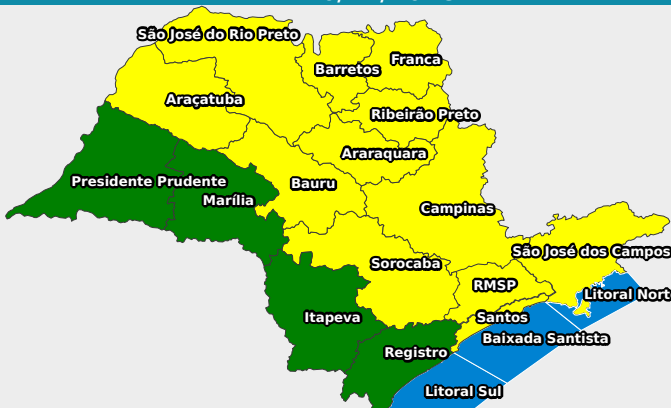 São José do Rio Preto
Franca
Barretos
Araçatuba
Ribeirão Preto
Araraquara
Presidente Prudente
Bauru
Marília
Campinas
São José dos Campos
Sorocaba
RMSP
Litoral Nort
Itapeva
Santos
Baixada Santista
Registro
Litoral Sul